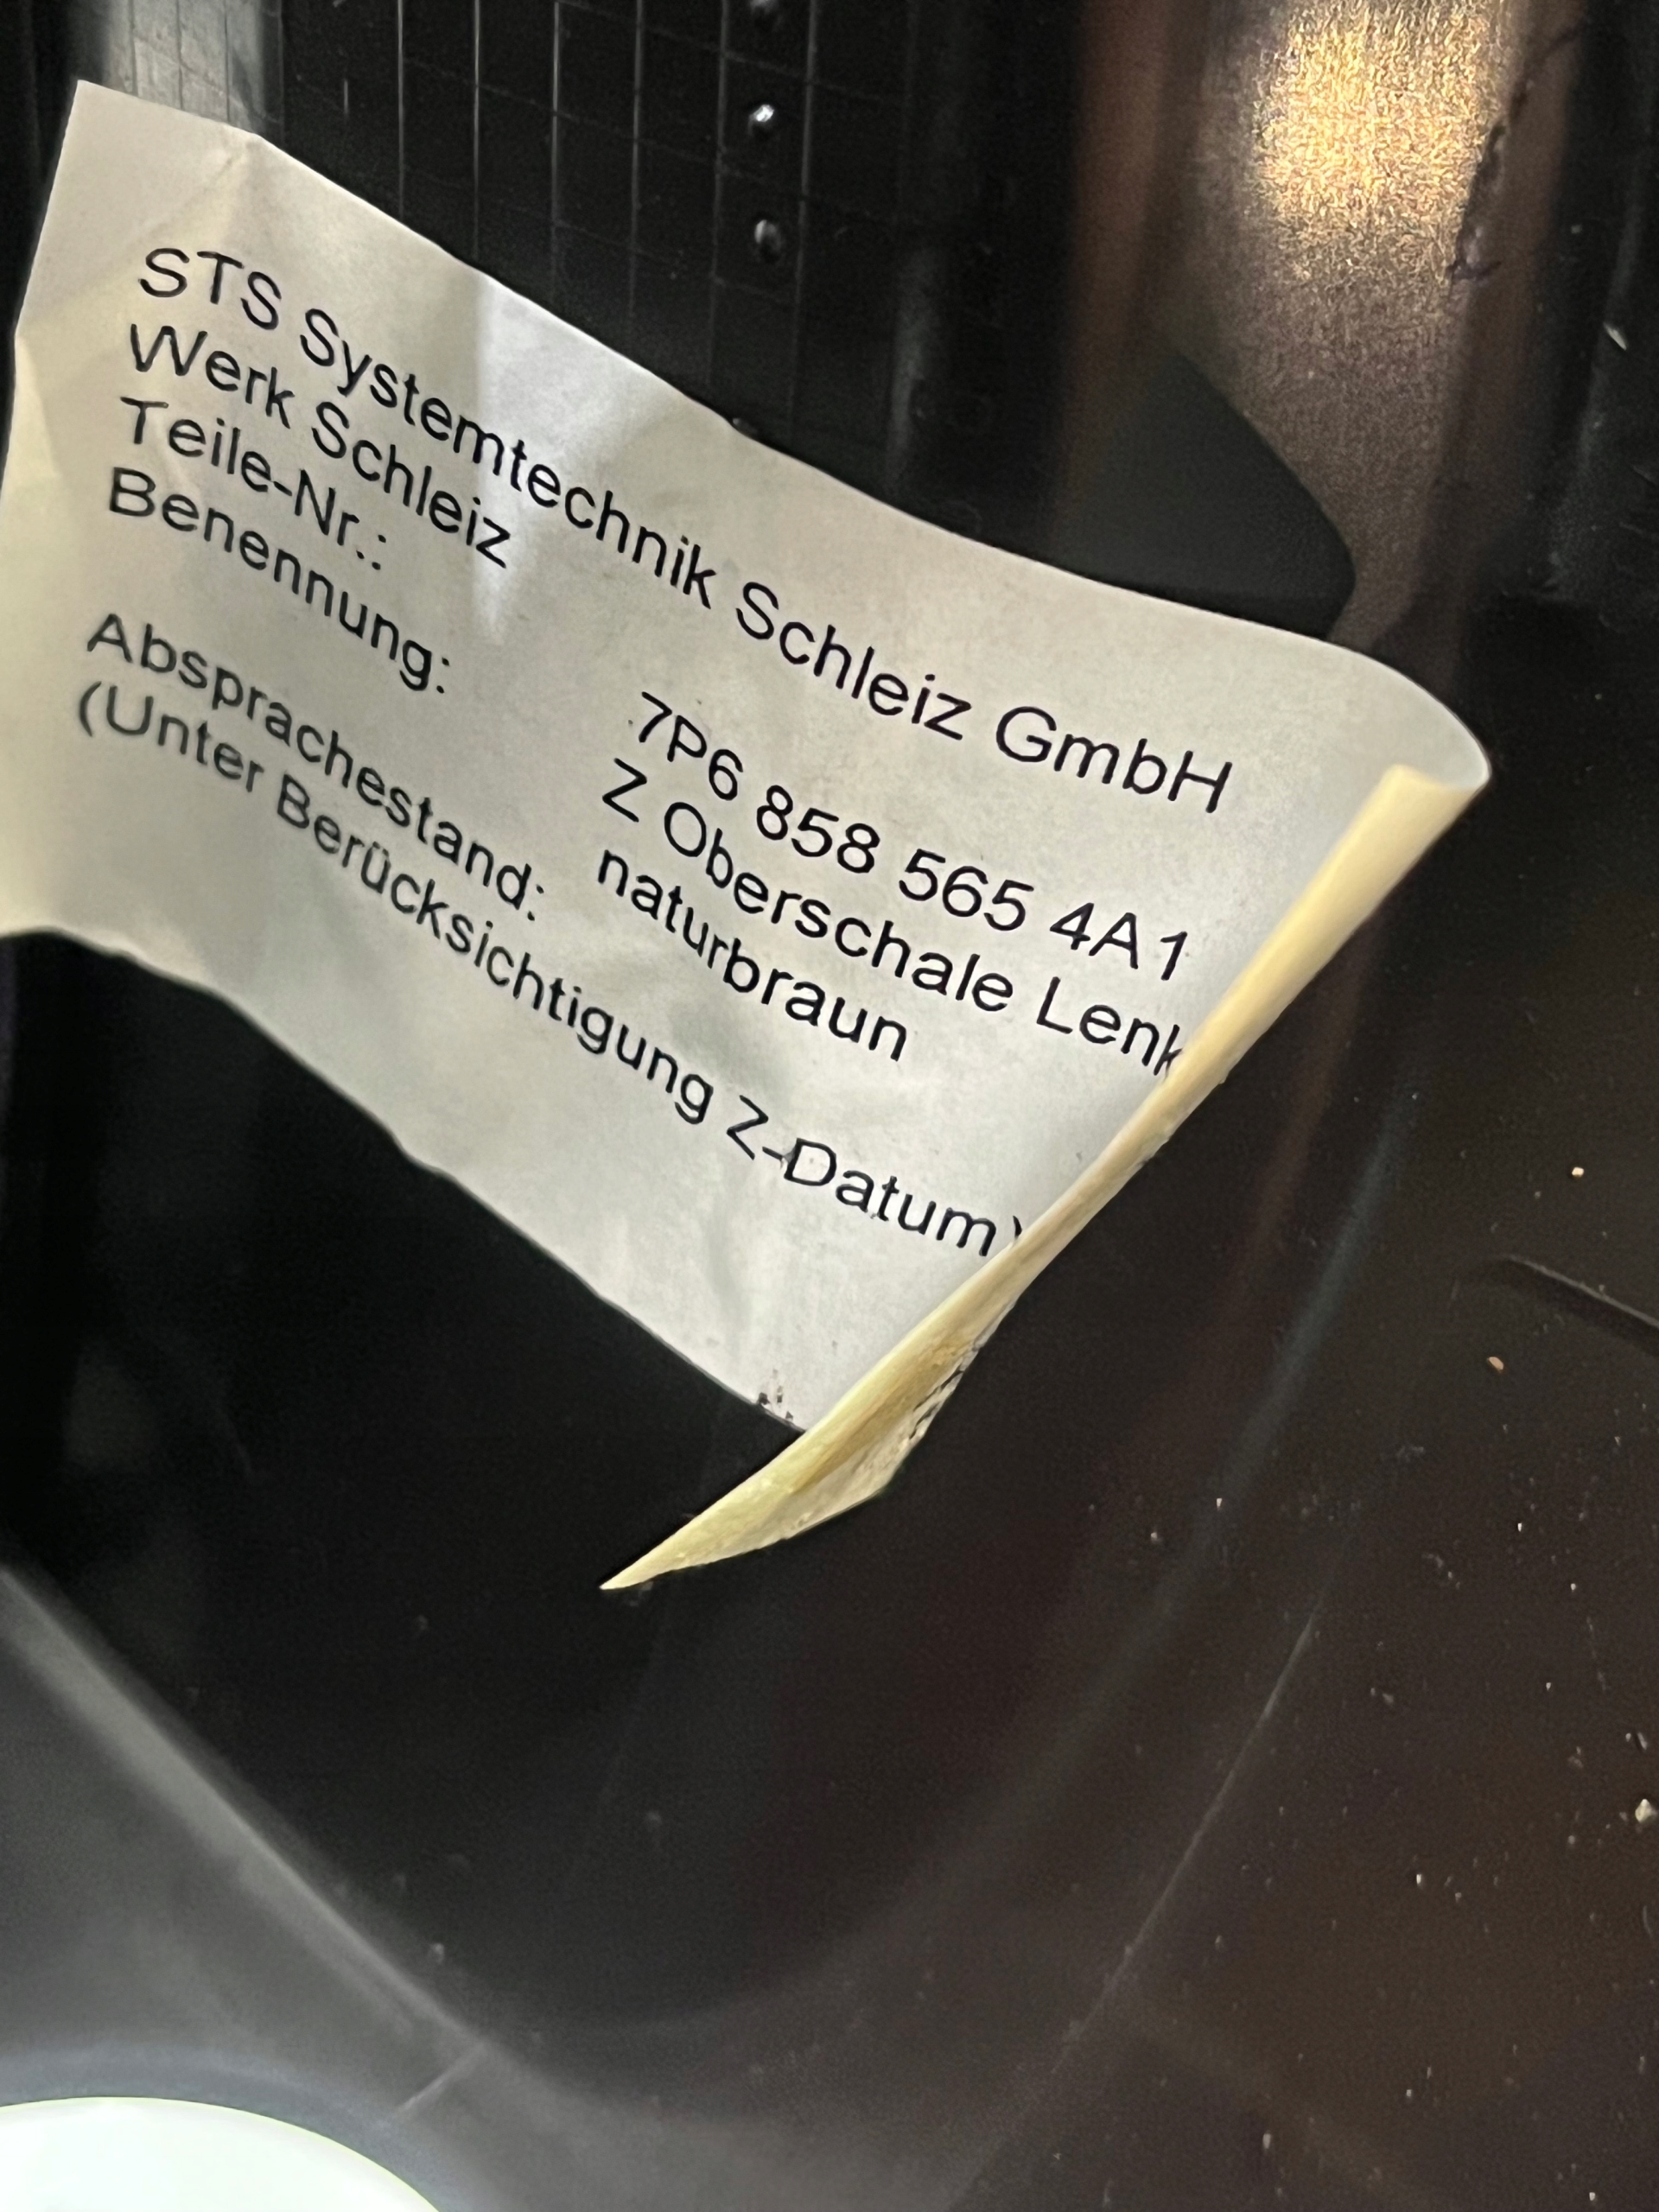 STS Systemtechnik Schleiz GmbH
Werk Schleiz
Teile-Nr.: 7P6 858 565 4A1
Benennung: Z Oberschale Lenk
naturbraun
Absprachestand:
(Unter Berücksichtigung Z-Datum)